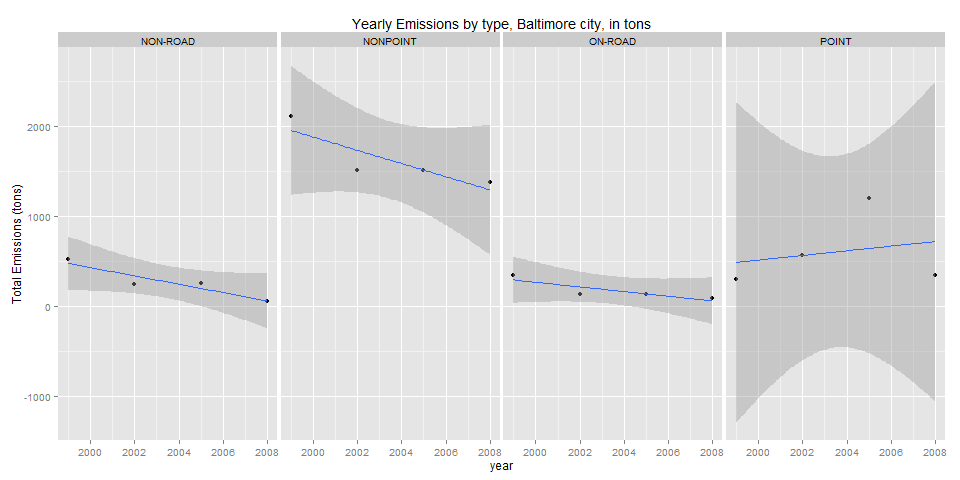 Yearly Emissions by type, Baltimore city, in tons
NON-ROAD NONPOINT ON-ROAD POINT
Total Emissions (tons)
2000
1000
0
-1000
2000 2002 2004 2006 2008 2000 2002 2004 2006 2008 2000 2002 2004 2006 2008 2000 2002 2004 2006 2008
year